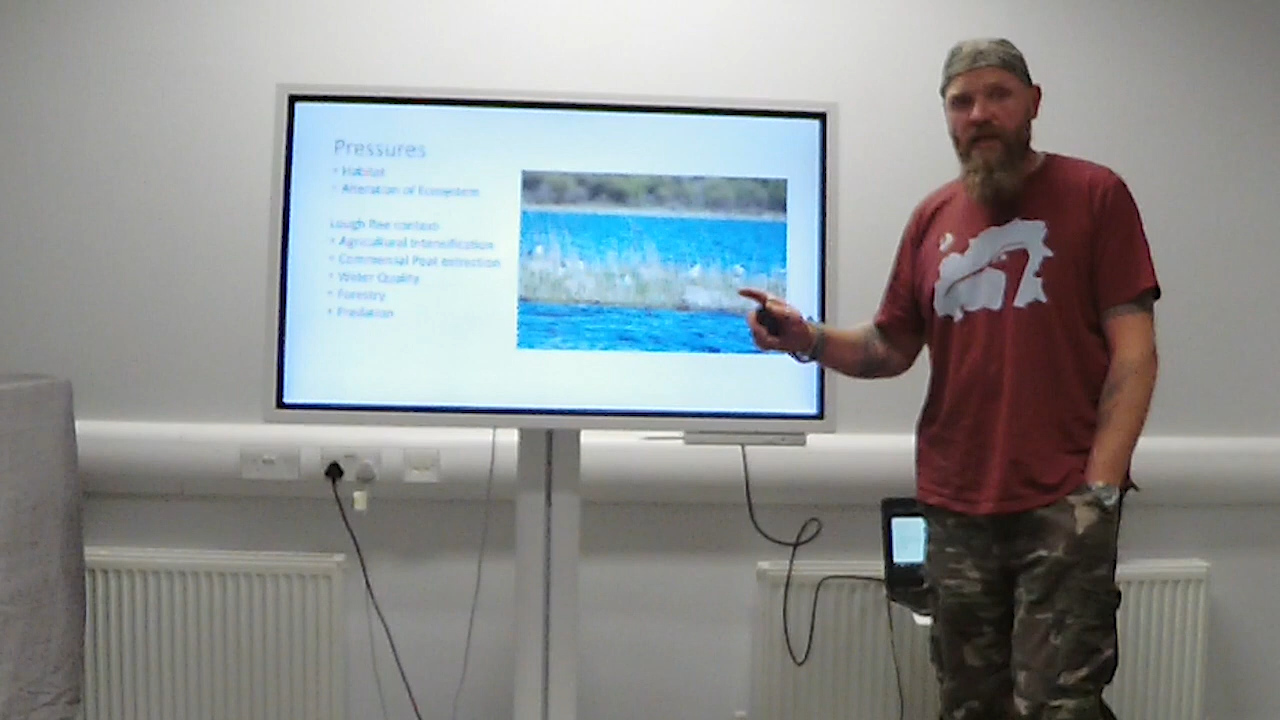 Pressures
• Habitat
• Alteration of Ecosystem
Lough Ree context
• Agricultural Intensification
• Commercial Peat extraction
• Water Quality
• Forestry
• Predation